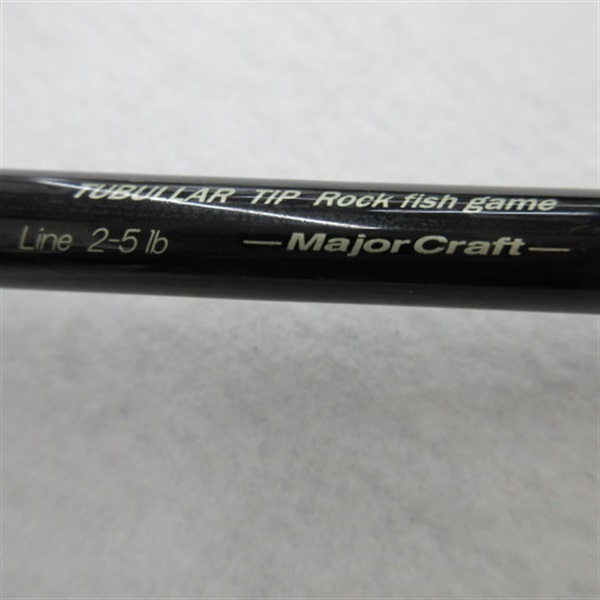 TUBULLAR TIP Rock fish game
Line 2-5 lb —Major Craft—